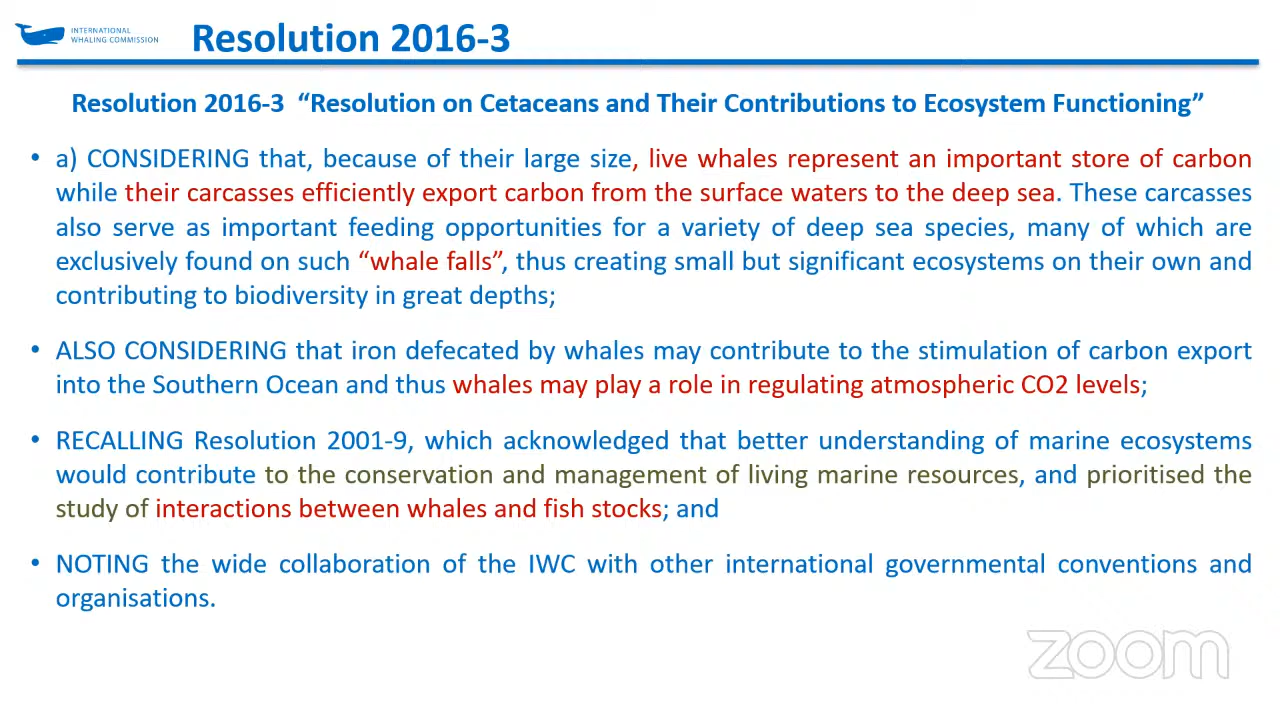 INTERNATIONAL
WHALING COMMISSION
Resolution 2016-3
Resolution 2016-3 “Resolution on Cetaceans and Their Contributions to Ecosystem Functioning”
• a) CONSIDERING that, because of their large size, live whales represent an important store of carbon
while their carcasses efficiently export carbon from the surface waters to the deep sea. These carcasses
also serve as important feeding opportunities for a variety of deep sea species, many of which are
exclusively found on such “whale falls”, thus creating small but significant ecosystems on their own and
contributing to biodiversity in great depths;
• ALSO CONSIDERING that iron defecated by whales may contribute to the stimulation of carbon export
into the Southern Ocean and thus whales may play a role in regulating atmospheric CO2 levels;
• RECALLING Resolution 2001-9, which acknowledged that better understanding of marine ecosystems
would contribute to the conservation and management of living marine resources, and prioritised the
study of interactions between whales and fish stocks; and
• NOTING the wide collaboration of the IWC with other international governmental conventions and
organisations.
zoom